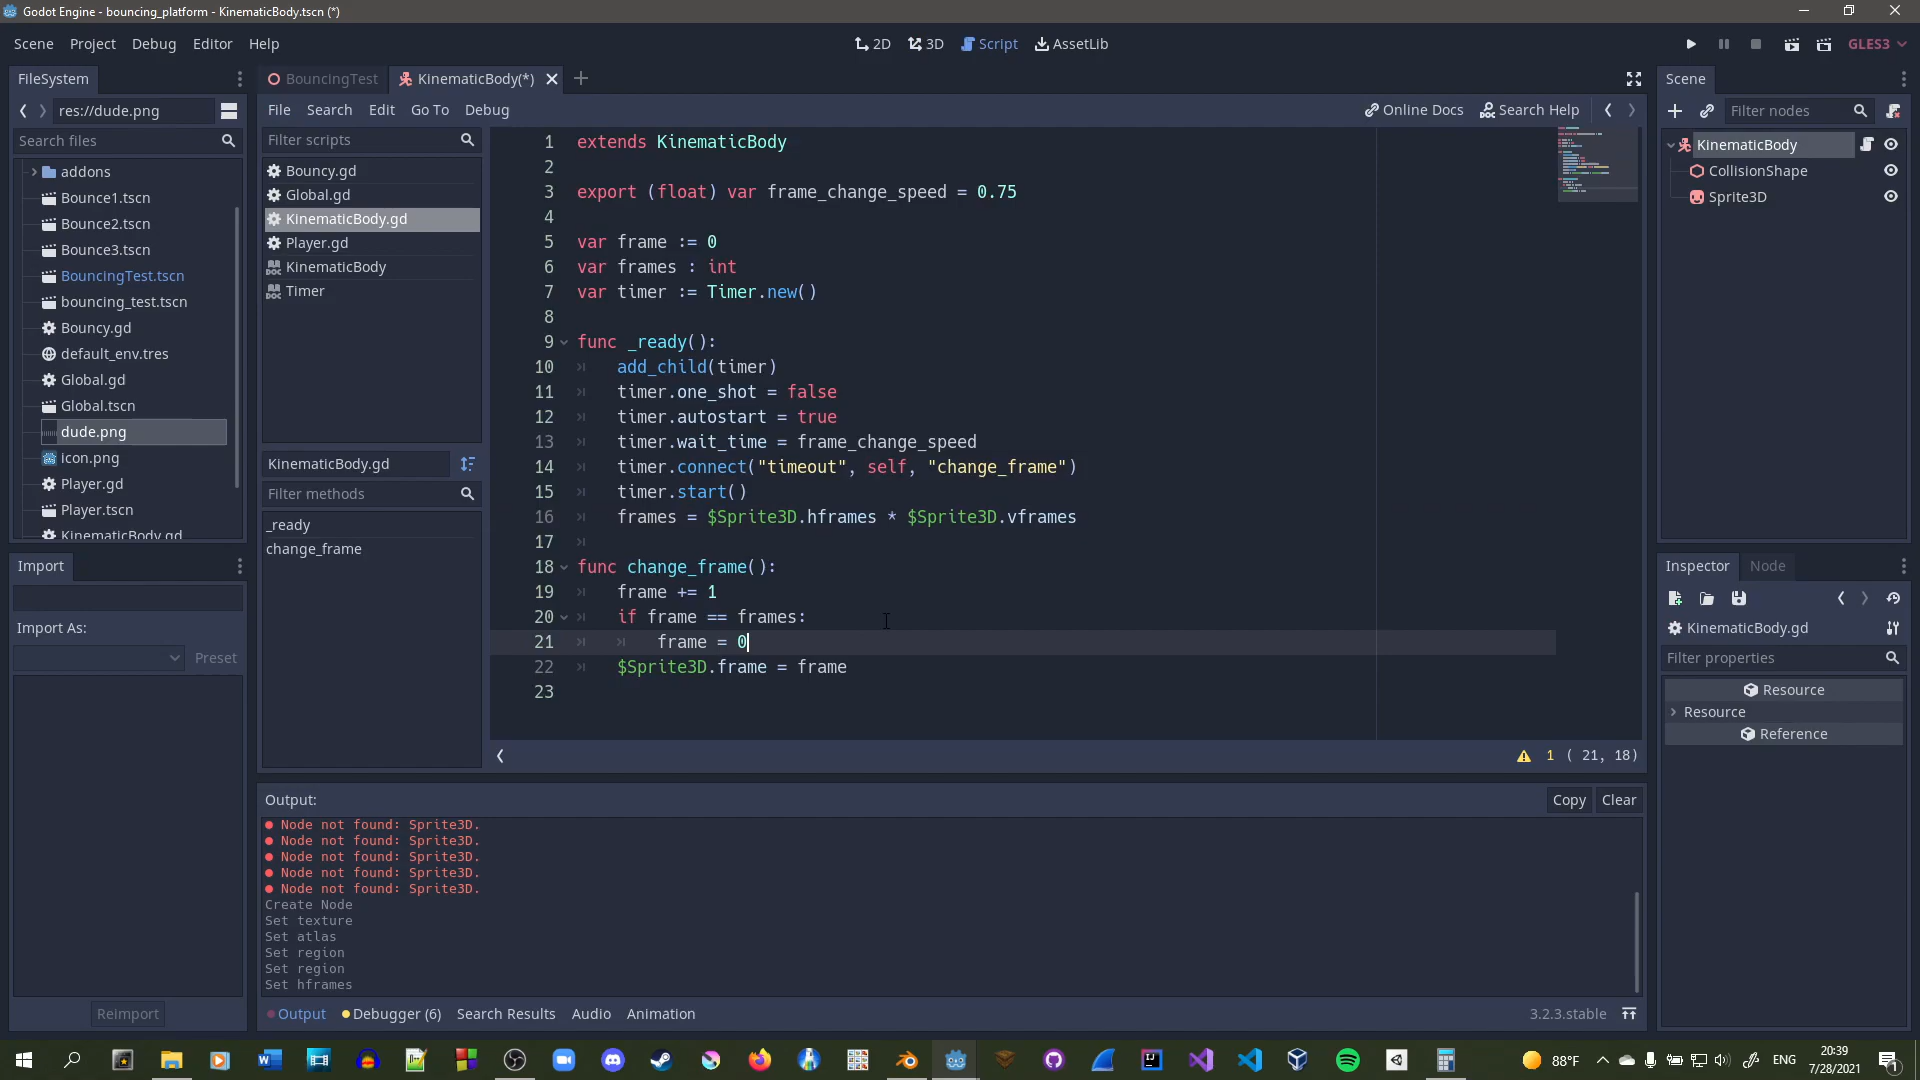 Godot Engine - bouncing_platform - KinematicBody.tscn (*)
Scene Project Debug Editor Help
2D 3D Script AssetLib
GLES3
FileSystem
res://dude.png
Search files
addons
Bounce1.tscn
Bounce2.tscn
Bounce3.tscn
BouncingTest.tscn
bouncing_test.tscn
Bouncy.gd
default_env.tres
Global.gd
Global.tscn
dude.png
icon.png
Player.gd
Player.tscn
KinematicBody.gd
Import
Import As:
Preset
Reimport
BouncingTest KinematicBody(*)
File Search Edit Go To Debug
Online Docs Search Help
Filter scripts
Bouncy.gd
Global.gd
KinematicBody.gd
Player.gd
KinematicBody
Timer
KinematicBody.gd
Filter methods
_ready
change_frame
1 extends KinematicBody
2
3 export (float) var frame_change_speed = 0.75
4
5 var frame := 0
6 var frames : int
7 var timer := Timer.new()
8
9 func _ready():
10 add_child(timer)
11 timer.one_shot = false
12 timer.autostart = true
13 timer.wait_time = frame_change_speed
14 timer.connect("timeout", self, "change_frame")
15 timer.start()
16 frames = $Sprite3D.hframes * $Sprite3D.vframes
17
18 func change_frame():
19 frame += 1
20 if frame == frames:
21 frame = 0
22 $Sprite3D.frame = frame
23
1 ( 21, 18)
Output:
Copy Clear
Node not found: Sprite3D.
Node not found: Sprite3D.
Node not found: Sprite3D.
Node not found: Sprite3D.
Node not found: Sprite3D.
Create Node
Set texture
Set atlas
Set region
Set region
Set hframes
Output Debugger (6) Search Results Audio Animation
3.2.3.stable
Scene
Filter nodes
KinematicBody
CollisionShape
Sprite3D
Inspector Node
KinematicBody.gd
Filter properties
Resource
Resource
Reference
88°F
ENG
20:39
7/28/2021
1